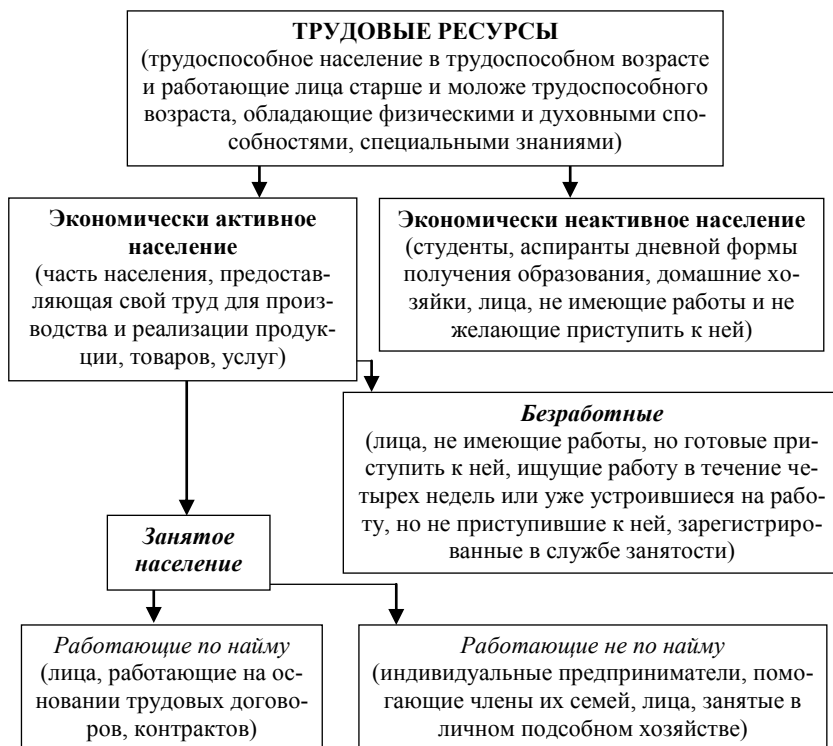 ТРУДОВЫЕ РЕСУРСЫ
(трудоспособное население в трудоспособном возрасте
и работающие лица старше и моложе трудоспособного
возраста, обладающие физическими и духовными спо-
собностями, специальными знаниями)
Экономически активное
население
(часть населения, предостав-
ляющая свой труд для произ-
водства и реализации продук-
ции, товаров, услуг)
Экономически неактивное население
(студенты, аспиранты дневной формы
получения образования, домашние хо-
зяйки, лица, не имеющие работы и не
желающие приступить к ней)
Безработные
(лица, не имеющие работы, но готовые при-
ступить к ней, ищущие работу в течение че-
тырех недель или уже устроившиеся на рабо-
ту, но не приступившие к ней, зарегистриро-
ванные в службе занятости)
Занятое
население
Работающие по найму
(лица, работающие на ос-
новании трудовых догово-
ров, контрактов)
Работающие не по найму
(индивидуальные предприниматели, помо-
гающие члены их семей, лица, занятые в
личном подсобном хозяйстве)